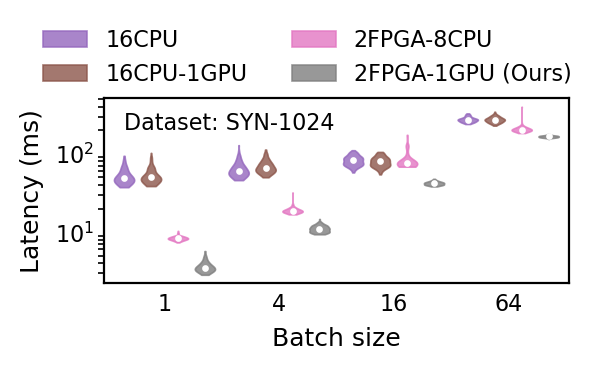 16CPU
2FPGA-8CPU
16CPU-1GPU
2FPGA-1GPU (Ours)
Dataset: SYN-1024
Latency (ms)
10²
10¹
1
4
16
64
Batch size